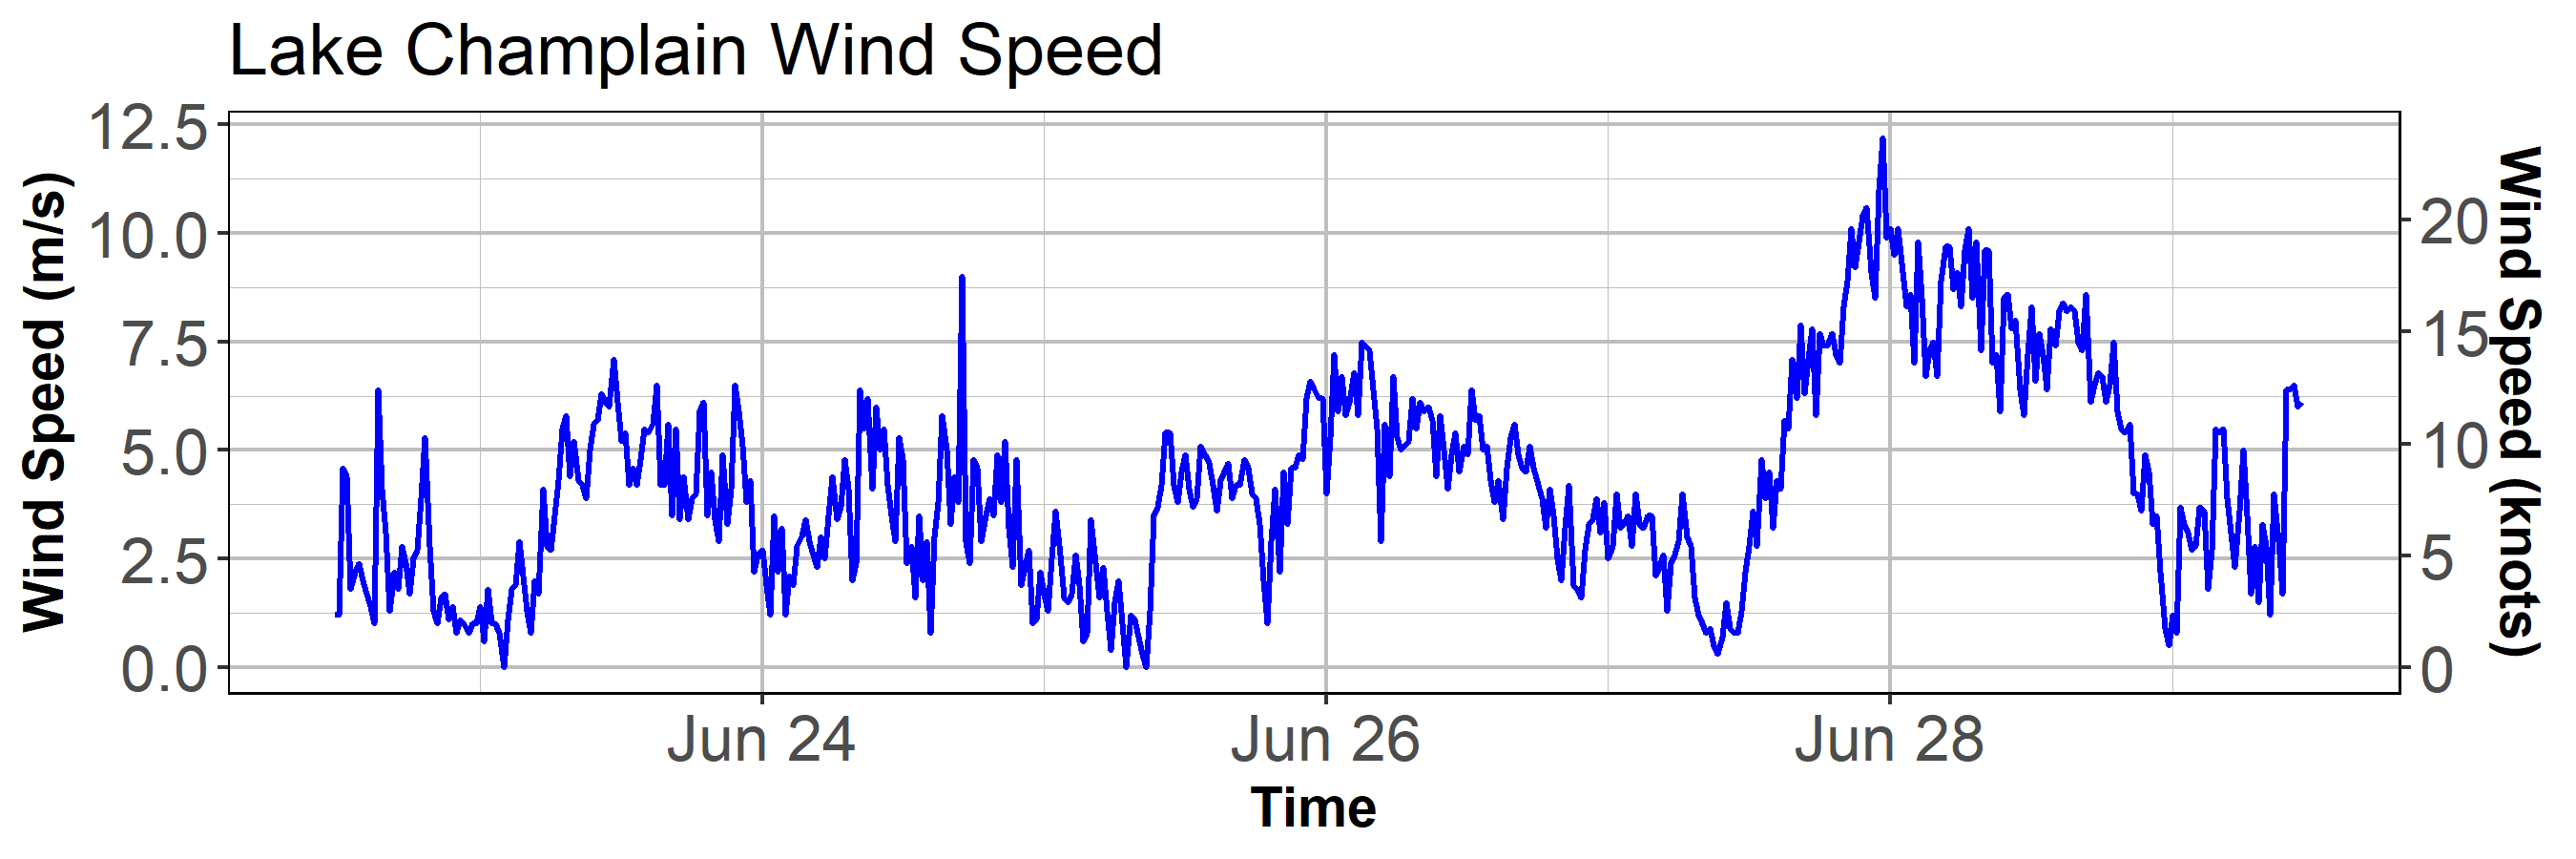 Lake Champlain Wind Speed
12.5
10.0
7.5
5.0
2.5
0.0
Wind Speed (m/s)
20
15
10
5
0
Wind Speed (knots)
Jun 24
Jun 26
Jun 28
Time